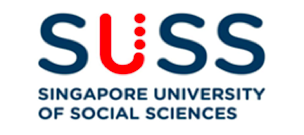 SUSS
SINGAPORE UNIVERSITY
OF SOCIAL SCIENCES